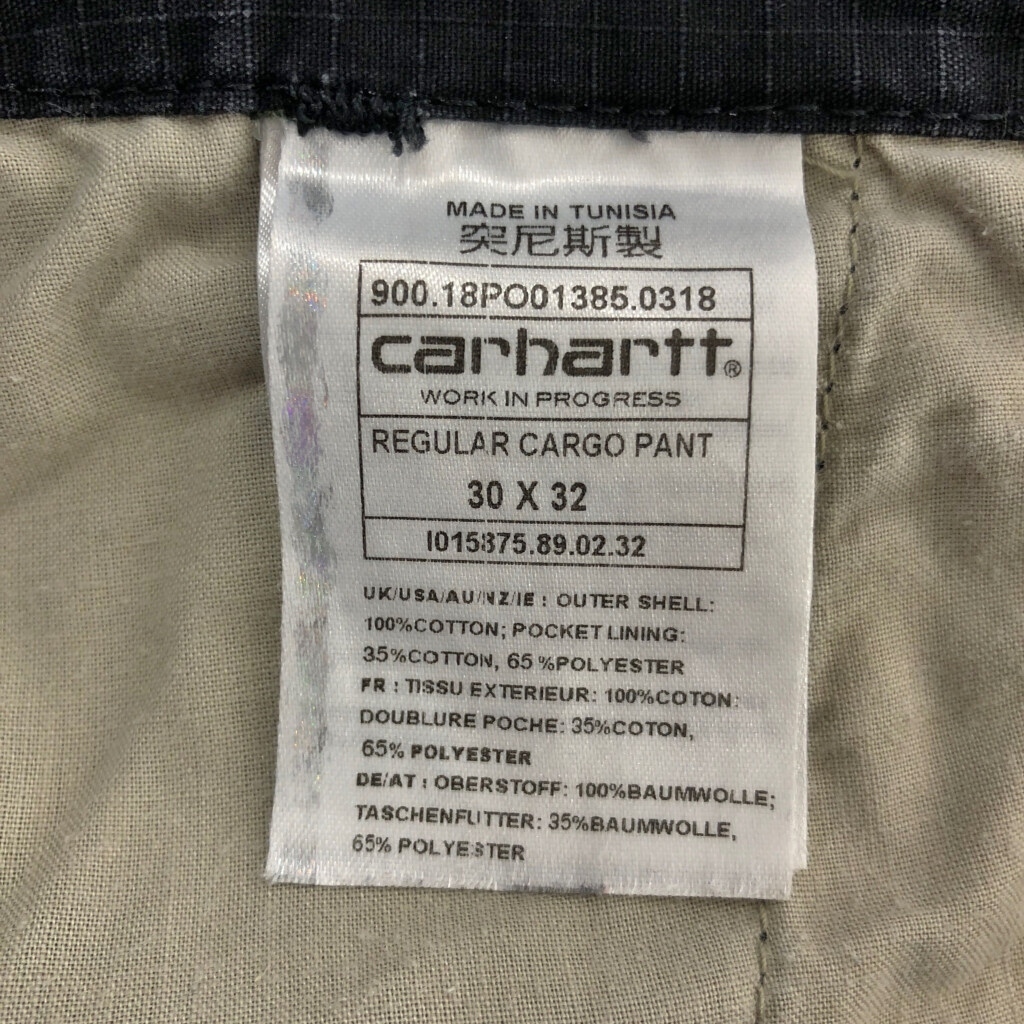 MADE IN TUNISIA
突尼斯製
900.18PO01385.0318
carhartt®
WORK IN PROGRESS
REGULAR CARGO PANT
30 X 32
I015875.89.02.32
UK/USA/AU/NZ/IE : OUTER SHELL:
100%COTTON; POCKET LINING:
35%COTTON, 65 %POLYESTER
FR : TISSU EXTERIEUR: 100%COTON:
DOUBLURE POCHE: 35%COTON,
65% POLYESTER
DE/AT : OBERSTOFF: 100%BAUMWOLLE;
TASCHENFUTTER: 35%BAUMWOLLE,
65% POLYESTER